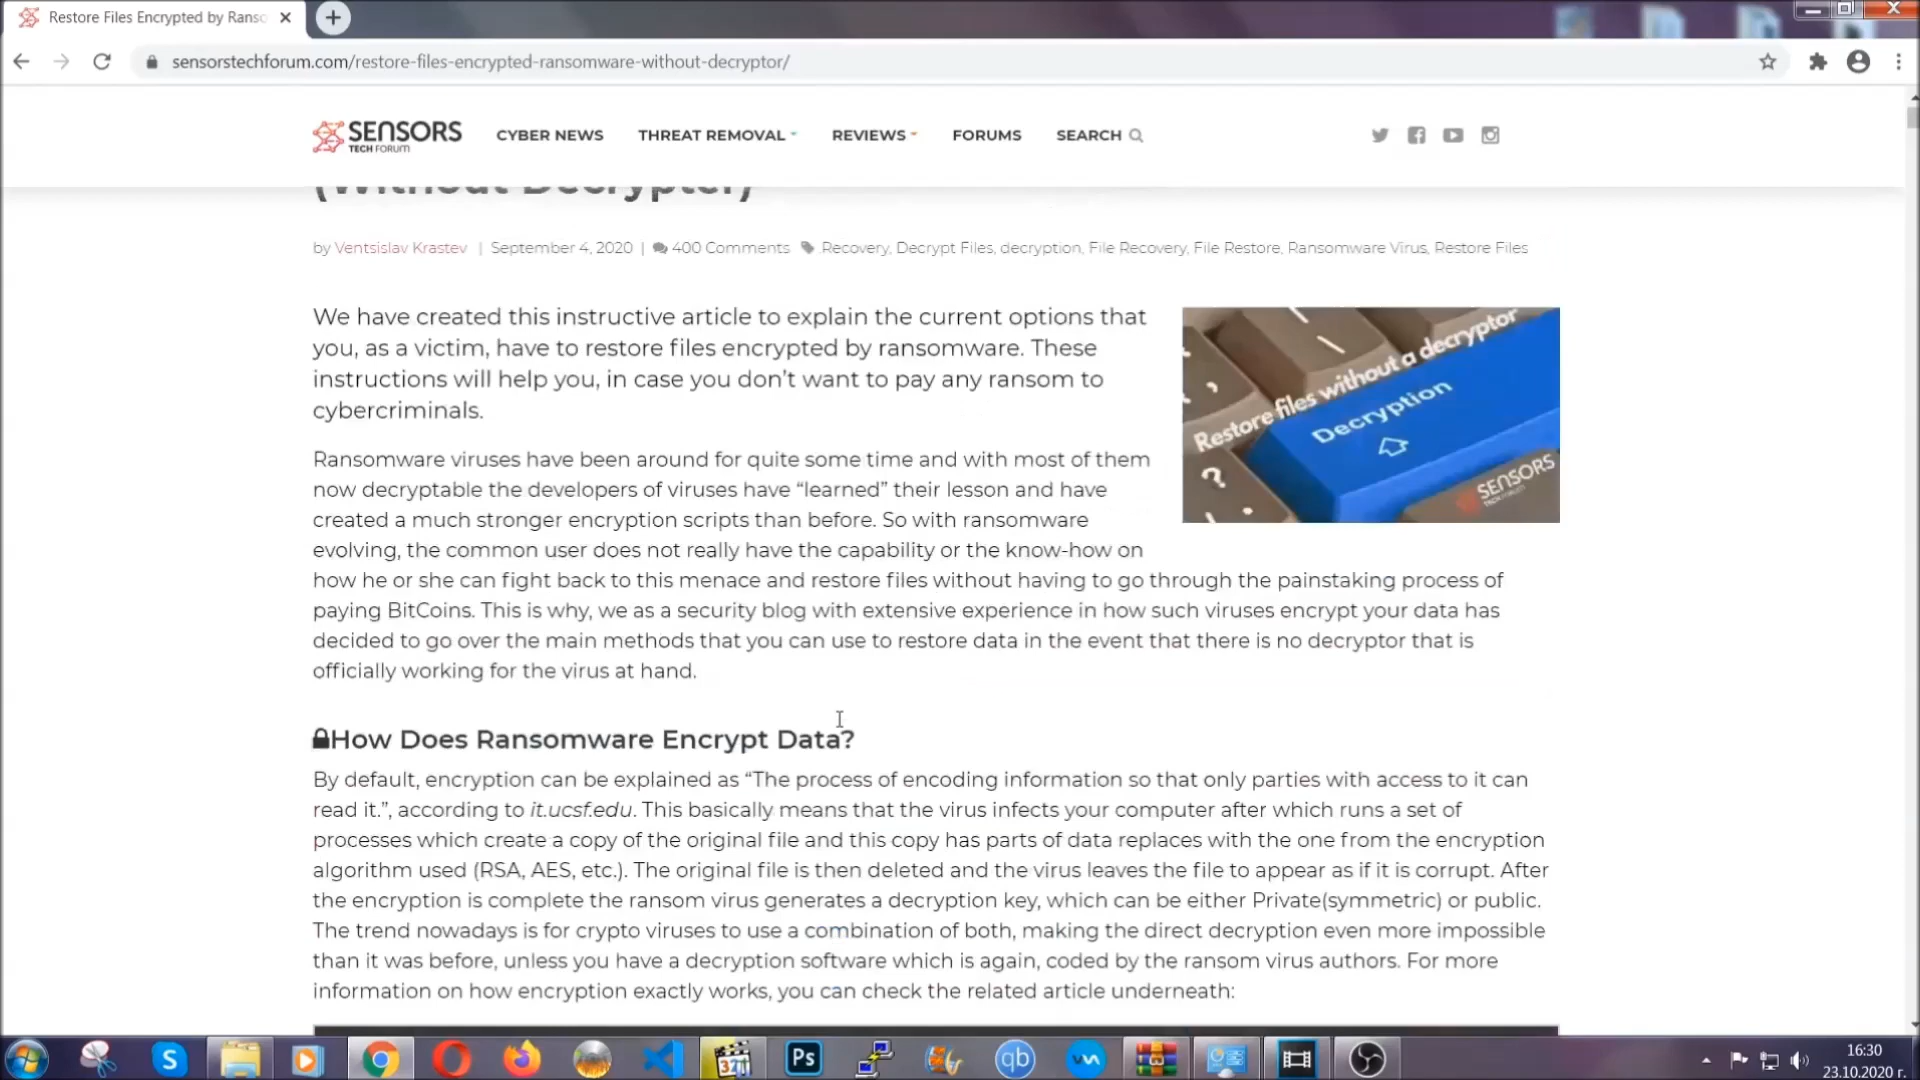 Restore Files Encrypted by Ranso
sensorstechforum.com/restore-files-encrypted-ransomware-without-decryptor/
SENSORS
TECH FORUM
CYBER NEWS THREAT REMOVAL REVIEWS FORUMS SEARCH
(Without Decrypter)
by Ventsislav Krastev | September 4, 2020 | 400 Comments Recovery, Decrypt Files, decryption, File Recovery, File Restore, Ransomware Virus, Restore Files
We have created this instructive article to explain the current options that
you, as a victim, have to restore files encrypted by ransomware. These
instructions will help you, in case you don’t want to pay any ransom to
cybercriminals.
Restore files without a decryptor
Decryption
SENSORS
Ransomware viruses have been around for quite some time and with most of them
now decryptable the developers of viruses have “learned” their lesson and have
created a much stronger encryption scripts than before. So with ransomware
evolving, the common user does not really have the capability or the know-how on
how he or she can fight back to this menace and restore files without having to go through the painstaking process of
paying BitCoins. This is why, we as a security blog with extensive experience in how such viruses encrypt your data has
decided to go over the main methods that you can use to restore data in the event that there is no decryptor that is
officially working for the virus at hand.
How Does Ransomware Encrypt Data?
By default, encryption can be explained as “The process of encoding information so that only parties with access to it can
read it.”, according to it.ucsf.edu. This basically means that the virus infects your computer after which runs a set of
processes which create a copy of the original file and this copy has parts of data replaces with the one from the encryption
algorithm used (RSA, AES, etc.). The original file is then deleted and the virus leaves the file to appear as if it is corrupt. After
the encryption is complete the ransom virus generates a decryption key, which can be either Private(symmetric) or public.
The trend nowadays is for crypto viruses to use a combination of both, making the direct decryption even more impossible
than it was before, unless you have a decryption software which is again, coded by the ransom virus authors. For more
information on how encryption exactly works, you can check the related article underneath:
S
321
Ps
qb
16:30
23.10.2020 г.